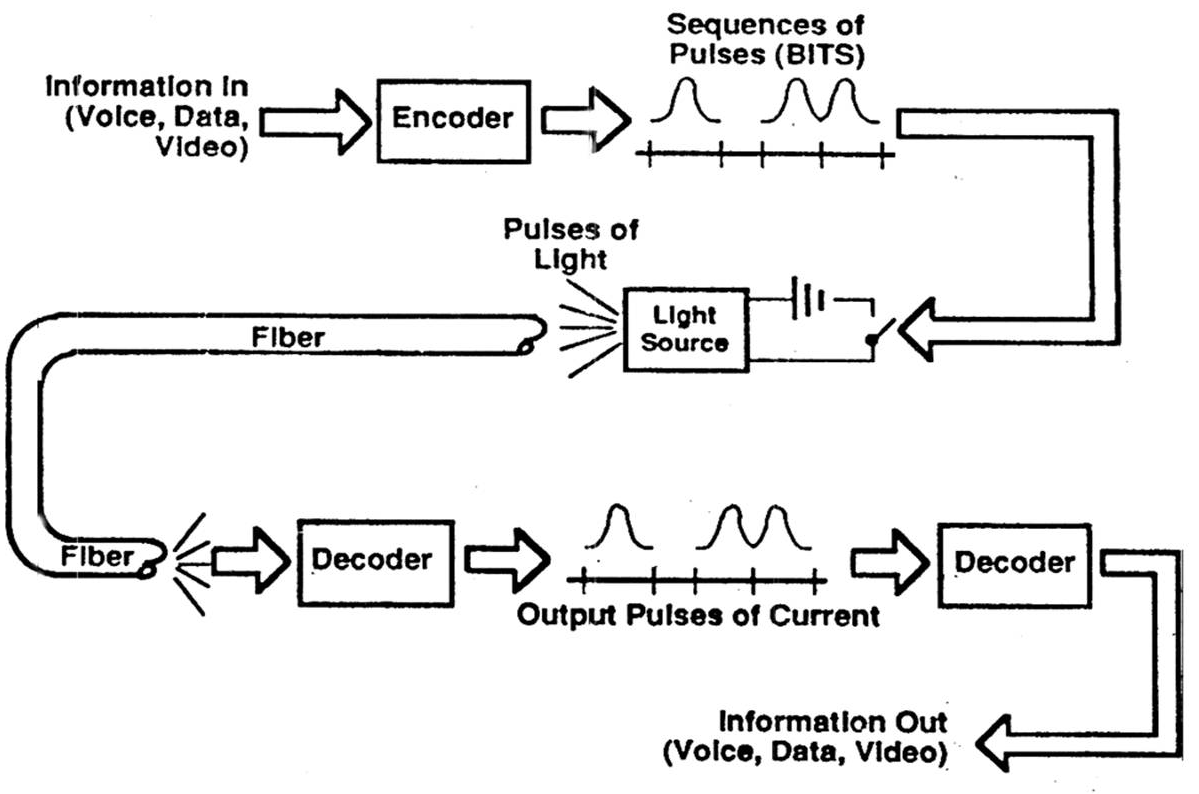 Sequences of
Pulses (BITS)
Information In
(Voice, Data,
Video)
Encoder
Pulses of
Light
Light
Source
Fiber
Fiber
Decoder
Decoder
Output Pulses of Current
Information Out
(Voice, Data, Video)